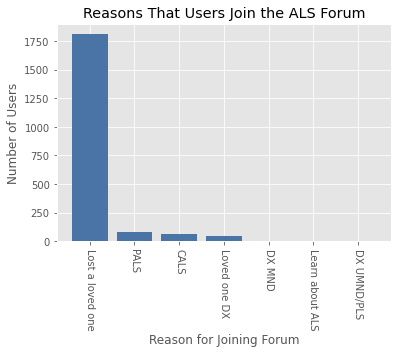 Reasons That Users Join the ALS Forum
Number of Users
1750
1500
1250
1000
750
500
250
0
Lost a loved one
PALS
CALS
Loved one DX
DX MND
Learn about ALS
DX UMND/PLS
Reason for Joining Forum